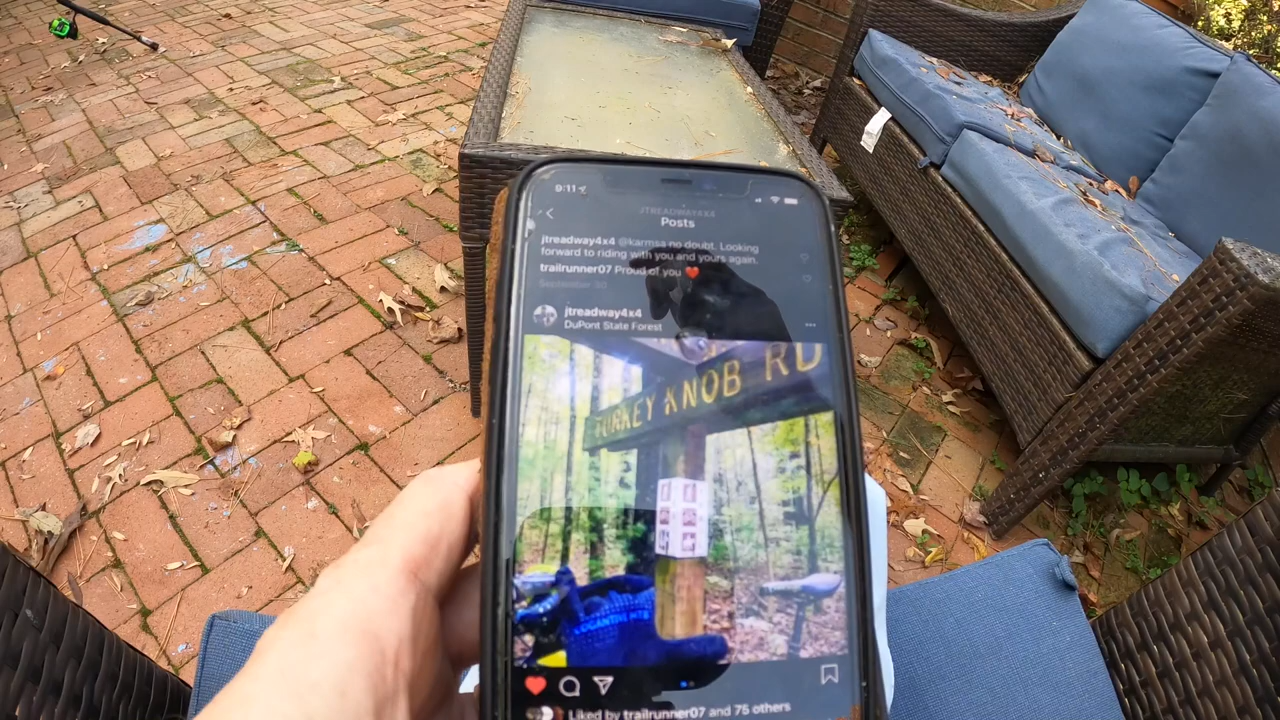 9:11
JTREADWAY4X4
Posts
jtreadway4x4 @karmsa no doubt. Looking
forward to riding with you and yours again.
trailrunner07 Proud of you ❤️
September 30
jtreadway4x4
DuPont State Forest
TURKEY KNOB RD
Liked by trailrunner07 and 75 others